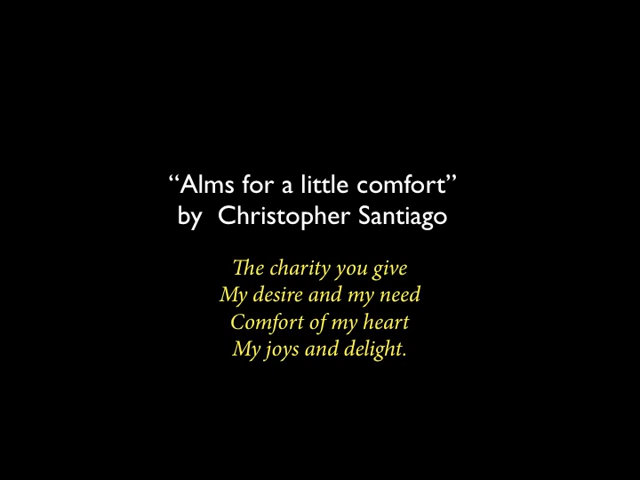 “Alms for a little comfort”
by Christopher Santiago
The charity you give
My desire and my need
Comfort of my heart
My joys and delight.